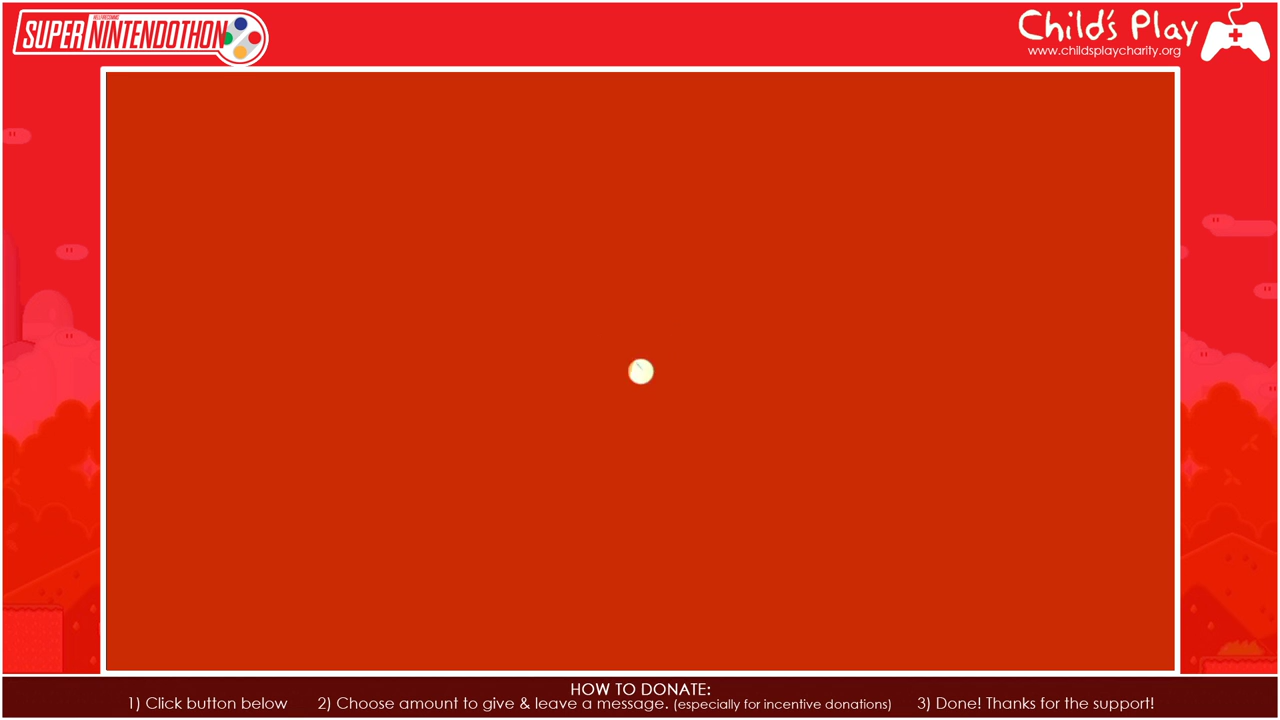 SUPER NINTENDOTHON
Child's Play
www.childsplaycharity.org
HOW TO DONATE:
1) Click button below 2) Choose amount to give & leave a message. (especially for incentive donations) 3) Done! Thanks for the support!